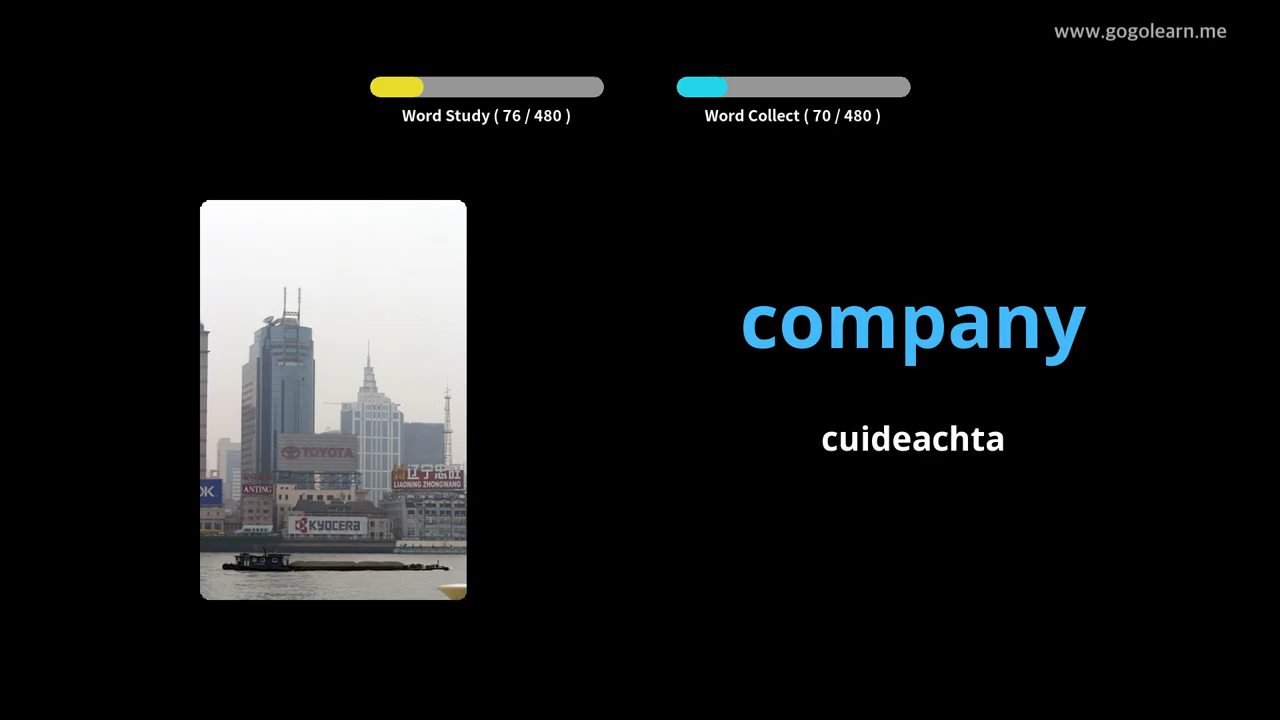 www.gogolearn.me
Word Study ( 76 / 480 )
Word Collect ( 70 / 480 )
company
cuideachta
TOYOTA
辽宁忠旺
LIAONING ZHONGWANG
OK
ANTING
KYOCERA